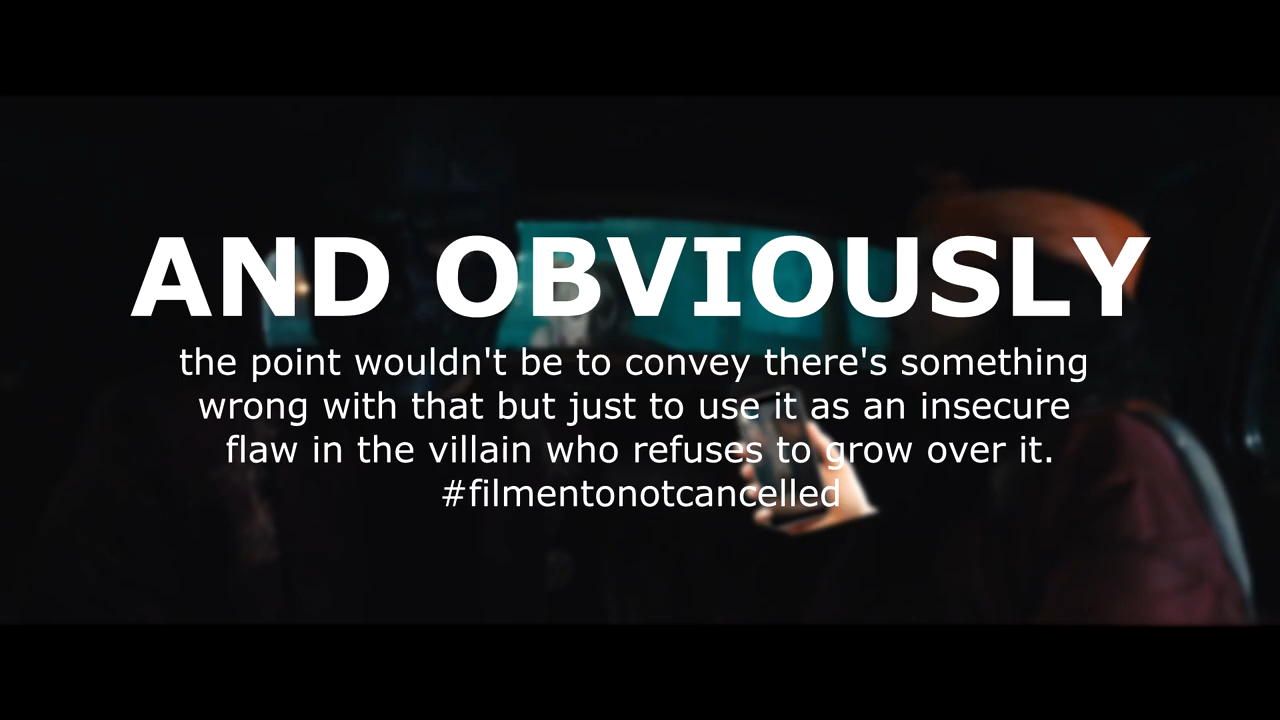 AND OBVIOUSLY
the point wouldn't be to convey there's something
wrong with that but just to use it as an insecure
flaw in the villain who refuses to grow over it.
#filmentonotcancelled